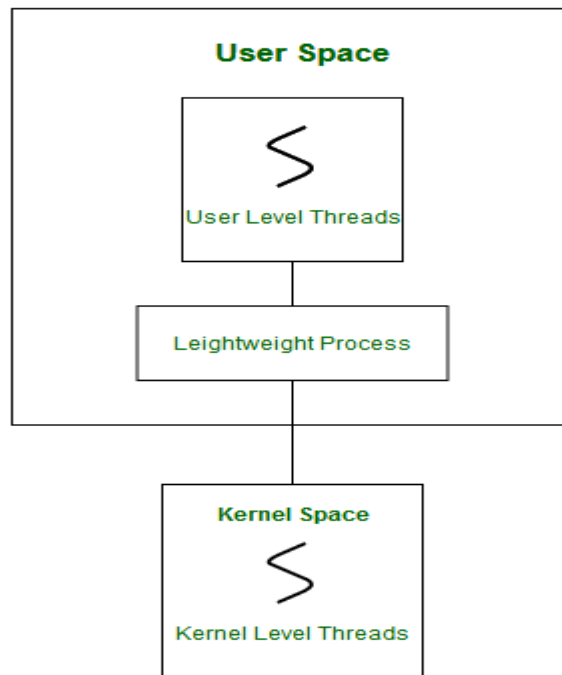 User Space
User Level Threads
Leightweight Process
Kernel Space
Kernel Level Threads